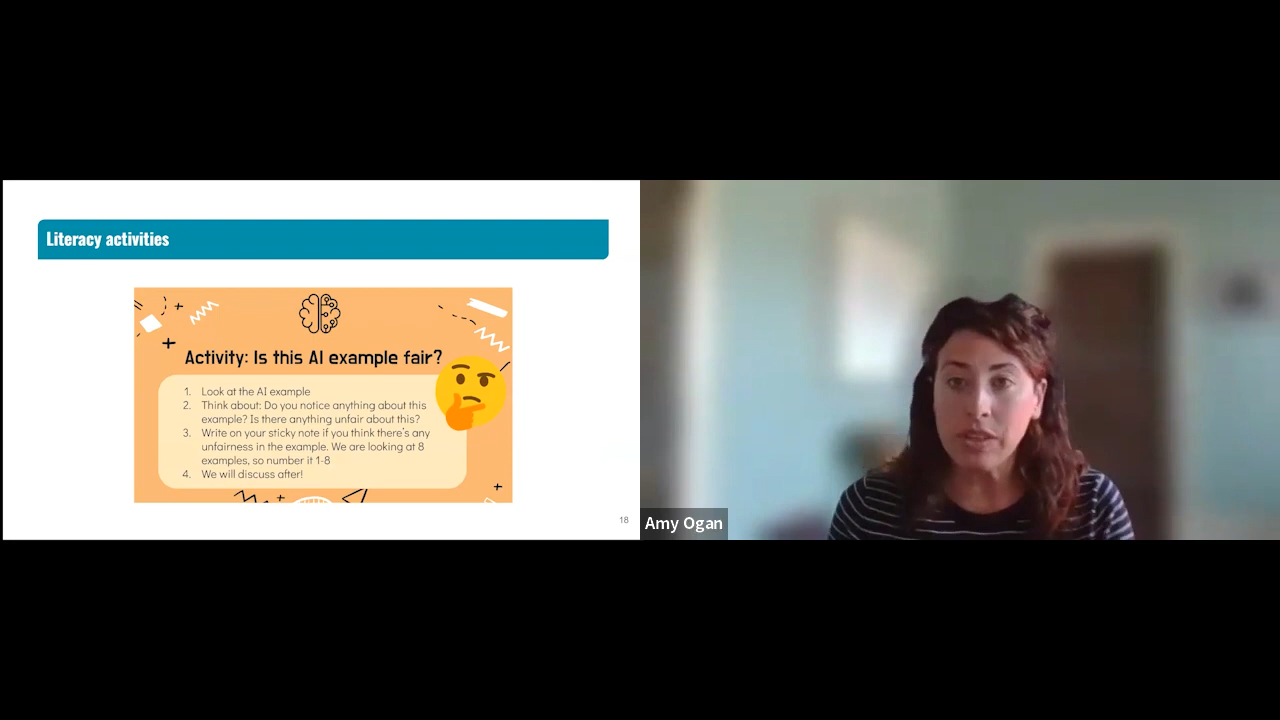 Literacy activities
Activity: Is this AI example fair?
1. Look at the AI example
2. Think about: Do you notice anything about this
example? Is there anything unfair about this?
3. Write on your sticky note if you think there's any
unfairness in the example. We are looking at 8
examples, so number it 1-8
4. We will discuss after!
18
Amy Ogan